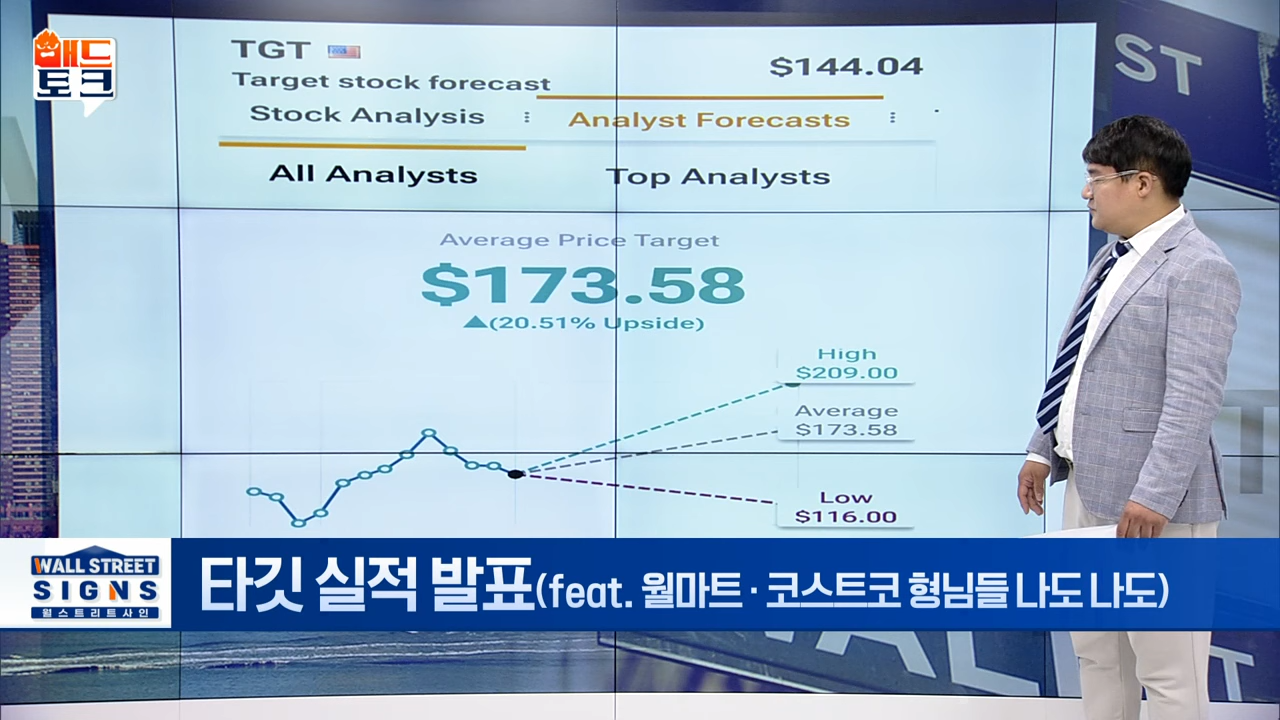 매드
토크
TGT
$144.04
Target stock forecast
Stock Analysis
Analyst Forecasts
All Analysts
Top Analysts
Average Price Target
$173.58
▲(20.51% Upside)
High
$209.00
Average
$173.58
Low
$116.00
ST
WALL STREET
SIGNS
월스트리트사인
타깃 실적 발표(feat. 월마트·코스트코 형님들 나도 나도)
WALL
ST